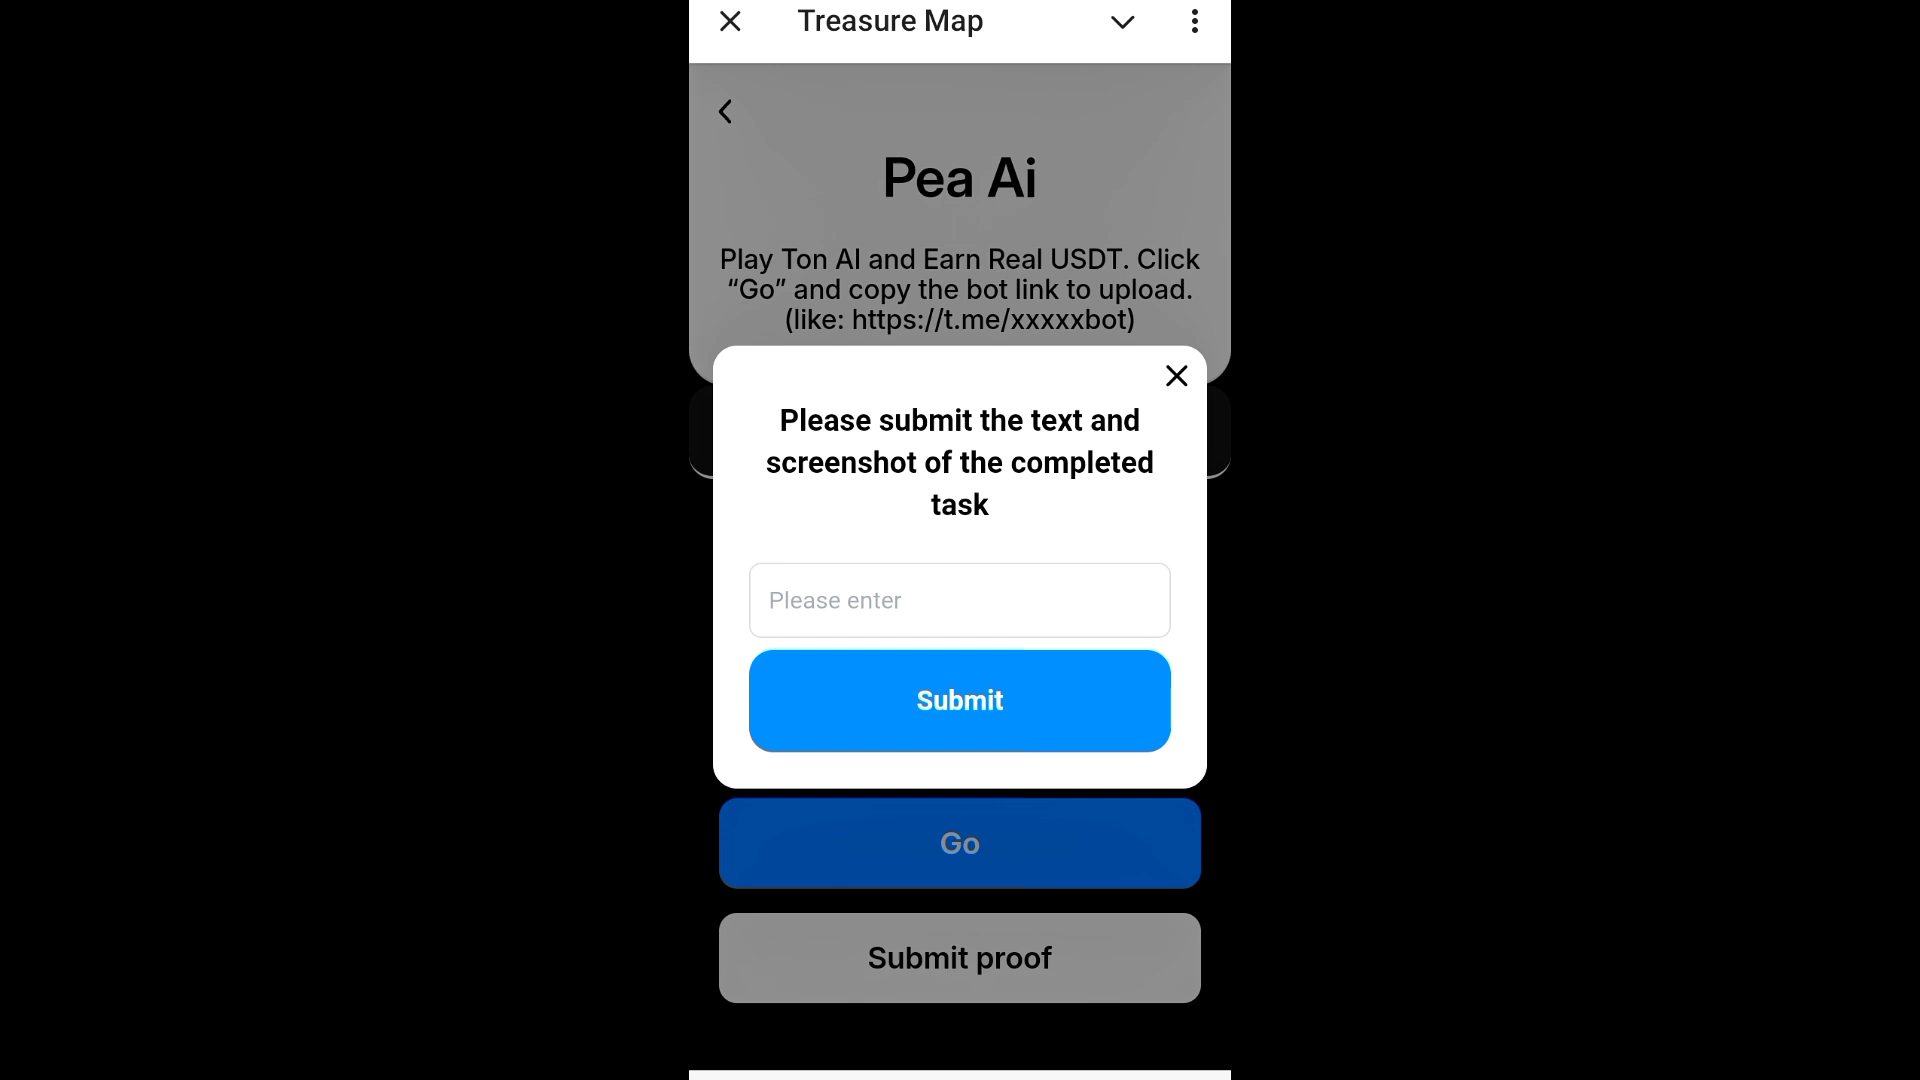 Treasure Map
Pea Ai
Play Ton AI and Earn Real USDT. Click
“Go” and copy the bot link to upload.
(like: https://t.me/xxxxxbot)
Please submit the text and
screenshot of the completed
task
Please enter
Submit
Go
Submit proof